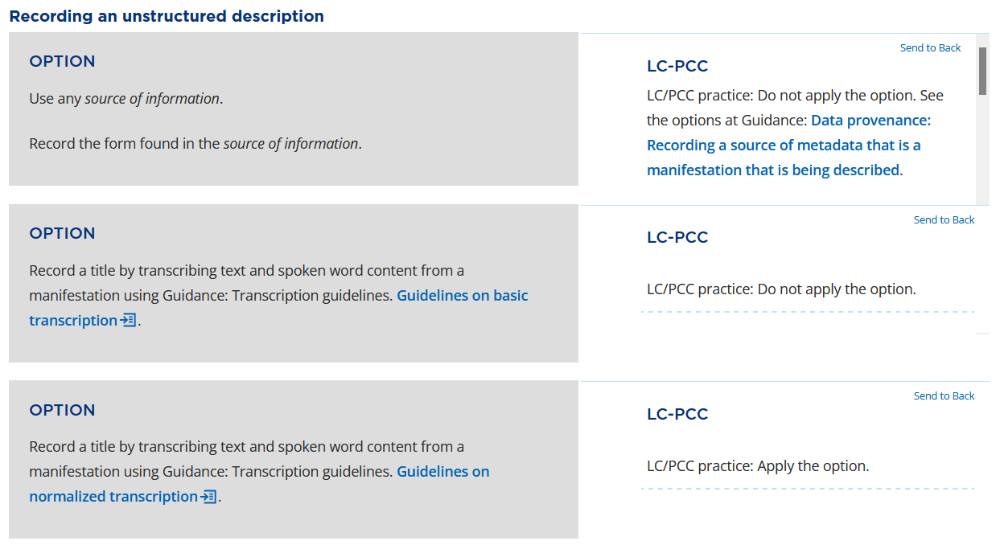 Recording an unstructured description
OPTION
Use any source of information.
Record the form found in the source of information.
Send to Back
LC-PCC
LC/PCC practice: Do not apply the option. See
the options at Guidance: Data provenance:
Recording a source of metadata that is a
manifestation that is being described.
OPTION
Record a title by transcribing text and spoken word content from a
manifestation using Guidance: Transcription guidelines. Guidelines on basic
transcription.
Send to Back
LC-PCC
LC/PCC practice: Do not apply the option.
OPTION
Record a title by transcribing text and spoken word content from a
manifestation using Guidance: Transcription guidelines. Guidelines on
normalized transcription.
Send to Back
LC-PCC
LC/PCC practice: Apply the option.